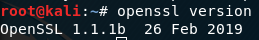 root@kali:~# openssl version
OpenSSL 1.1.1b  26 Feb 2019